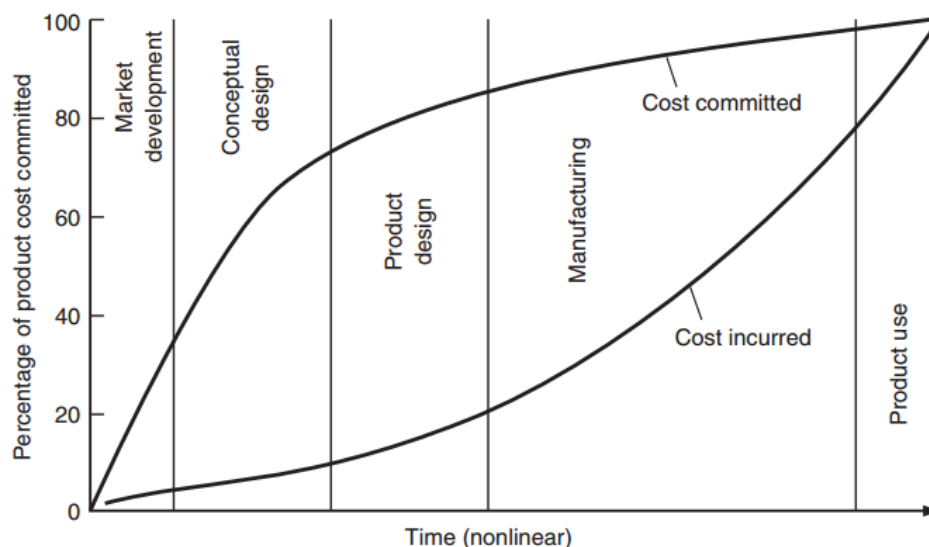 Percentage of product cost committed
100
80
60
40
20
0
Market
development
Conceptual
design
Product
design
Manufacturing
Product use
Cost committed
Cost incurred
Time (nonlinear)